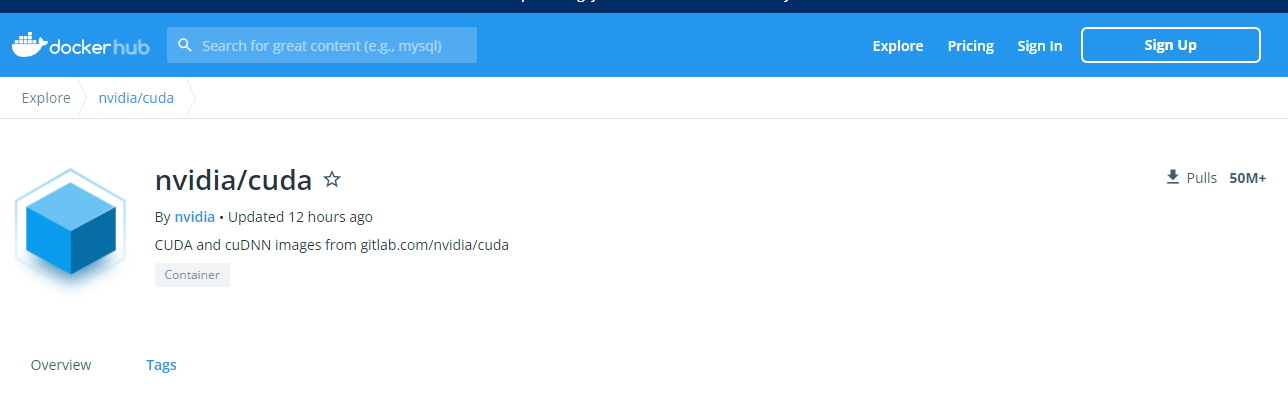 dockerhub
Search for great content (e.g., mysql)
Explore
Pricing
Sign In
Sign Up
Explore
nvidia/cuda
nvidia/cuda
Pulls 50M+
By nvidia • Updated 12 hours ago
CUDA and cuDNN images from gitlab.com/nvidia/cuda
Container
Overview
Tags